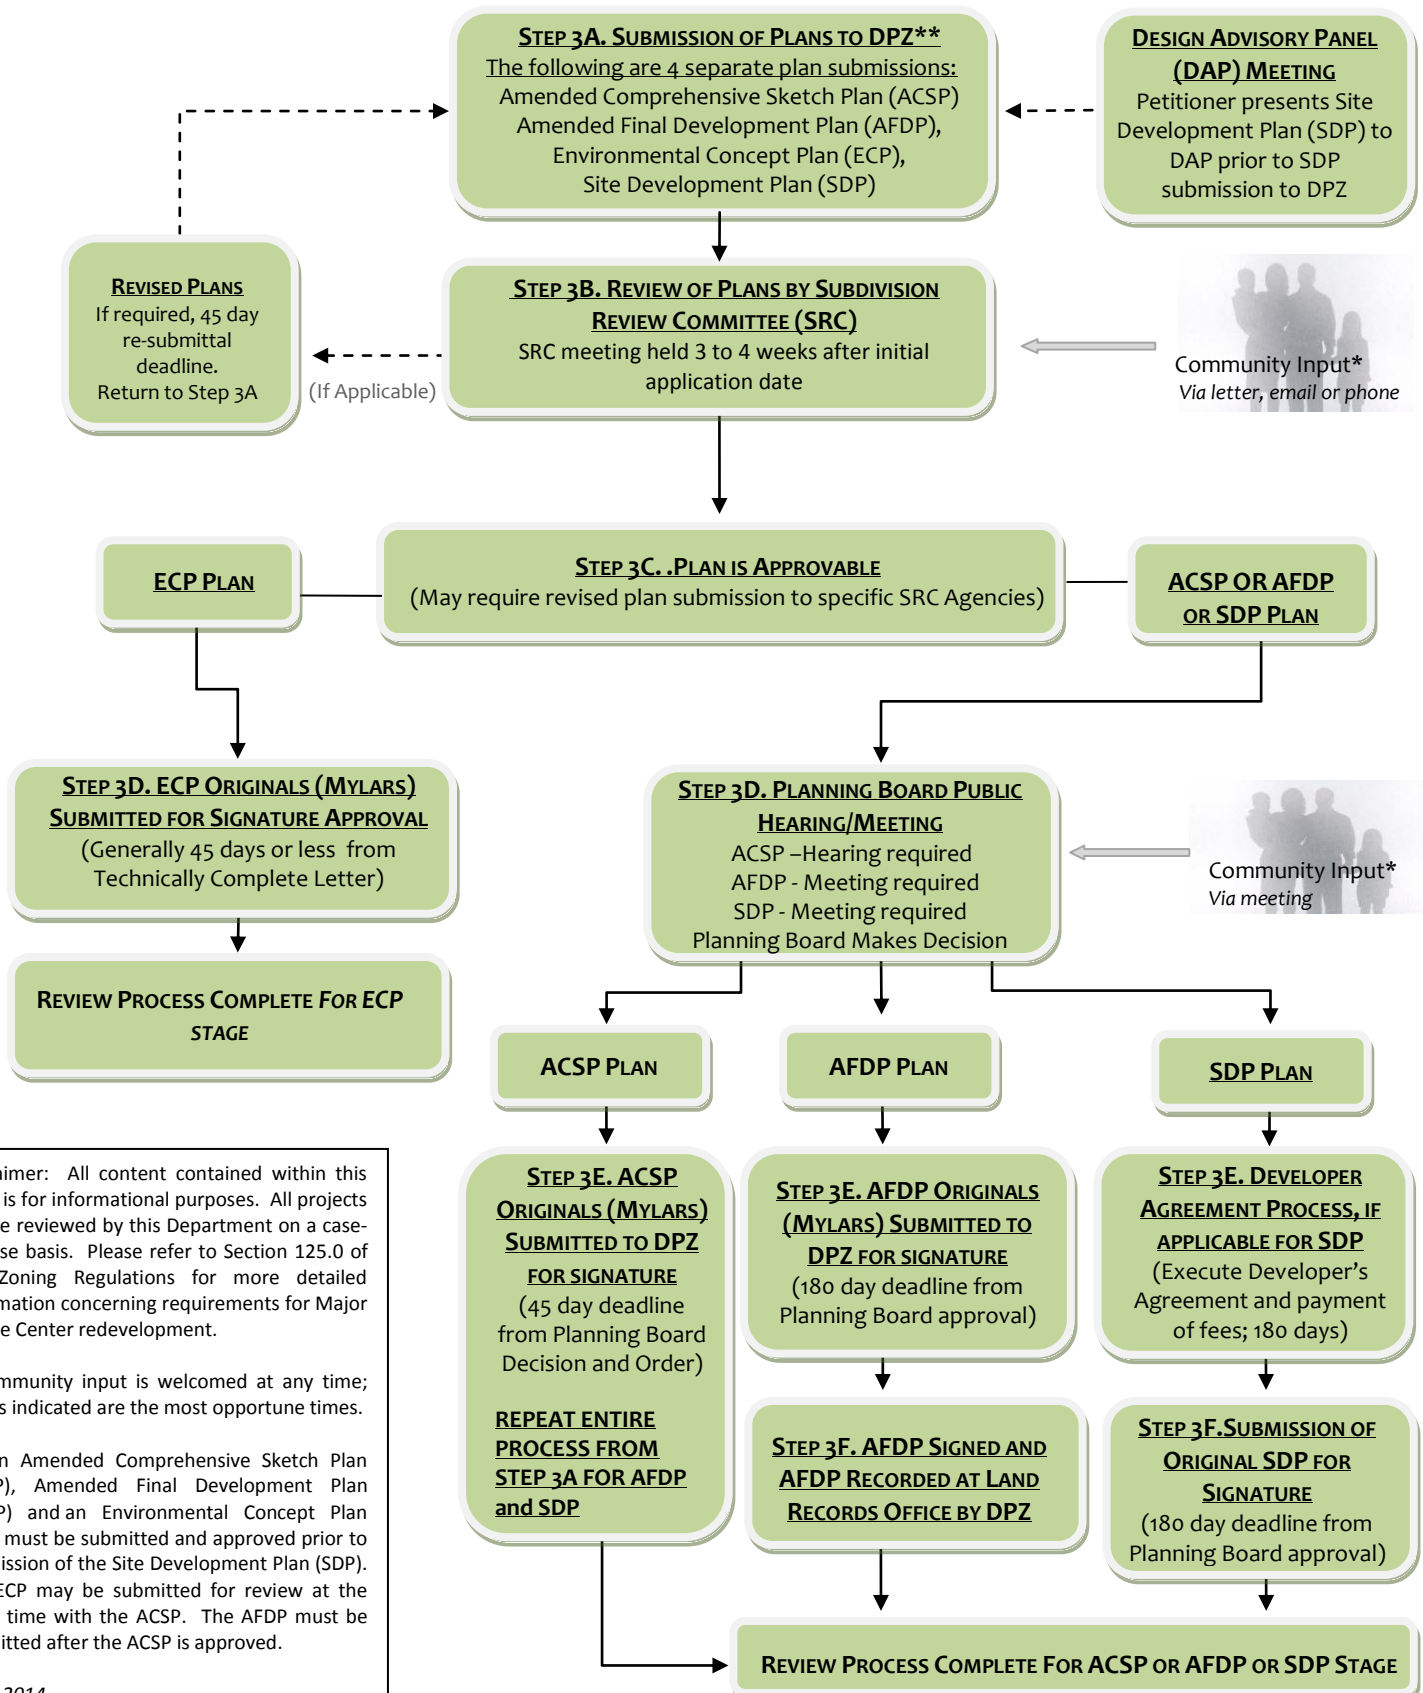 STEP 3A. SUBMISSION OF PLANS TO DPZ**
The following are 4 separate plan submissions:
Amended Comprehensive Sketch Plan (ACSP)
Amended Final Development Plan (AFDP),
Environmental Concept Plan (ECP),
Site Development Plan (SDP)
DESIGN ADVISORY PANEL
(DAP) MEETING
Petitioner presents Site
Development Plan (SDP) to
DAP prior to SDP
submission to DPZ
REVISED PLANS
If required, 45 day
re-submittal
deadline.
Return to Step 3A
(If Applicable)
STEP 3B. REVIEW OF PLANS BY SUBDIVISION
REVIEW COMMITTEE (SRC)
SRC meeting held 3 to 4 weeks after initial
application date
Community Input*
Via letter, email or phone
ECP PLAN
STEP 3C. .PLAN IS APPROVABLE
(May require revised plan submission to specific SRC Agencies)
ACSP OR AFDP
OR SDP PLAN
STEP 3D. ECP ORIGINALS (MYLARS)
SUBMITTED FOR SIGNATURE APPROVAL
(Generally 45 days or less from
Technically Complete Letter)
STEP 3D. PLANNING BOARD PUBLIC
HEARING/MEETING
ACSP –Hearing required
AFDP - Meeting required
SDP - Meeting required
Planning Board Makes Decision
Community Input*
Via meeting
REVIEW PROCESS COMPLETE FOR ECP
STAGE
ACSP PLAN
AFDP PLAN
SDP PLAN
STEP 3E. ACSP
ORIGINALS (MYLARS)
SUBMITTED TO DPZ
FOR SIGNATURE
(45 day deadline
from Planning Board
Decision and Order)
REPEAT ENTIRE
PROCESS FROM
STEP 3A FOR AFDP
and SDP
STEP 3E. AFDP ORIGINALS
(MYLARS) SUBMITTED TO
DPZ FOR SIGNATURE
(180 day deadline from
Planning Board approval)
STEP 3E. DEVELOPER
AGREEMENT PROCESS, IF
APPLICABLE FOR SDP
(Execute Developer's
Agreement and payment
of fees; 180 days)
STEP 3F. AFDP SIGNED AND
AFDP RECORDED AT LAND
RECORDS OFFICE BY DPZ
STEP 3F.SUBMISSION OF
ORIGINAL SDP FOR
SIGNATURE
(180 day deadline from
Planning Board approval)
REVIEW PROCESS COMPLETE FOR ACSP OR AFDP OR SDP STAGE
aimer: All content contained within this
is for informational purposes. All projects
e reviewed by this Department on a case-
se basis. Please refer to Section 125.0 of
Zoning Regulations for more detailed
mation concerning requirements for Major
e Center redevelopment.
mmunity input is welcomed at any time;
s indicated are the most opportune times.
n Amended Comprehensive Sketch Plan
P), Amended Final Development Plan
P) and an Environmental Concept Plan
must be submitted and approved prior to
ission of the Site Development Plan (SDP).
ECP may be submitted for review at the
time with the ACSP. The AFDP must be
itted after the ACSP is approved.
2014